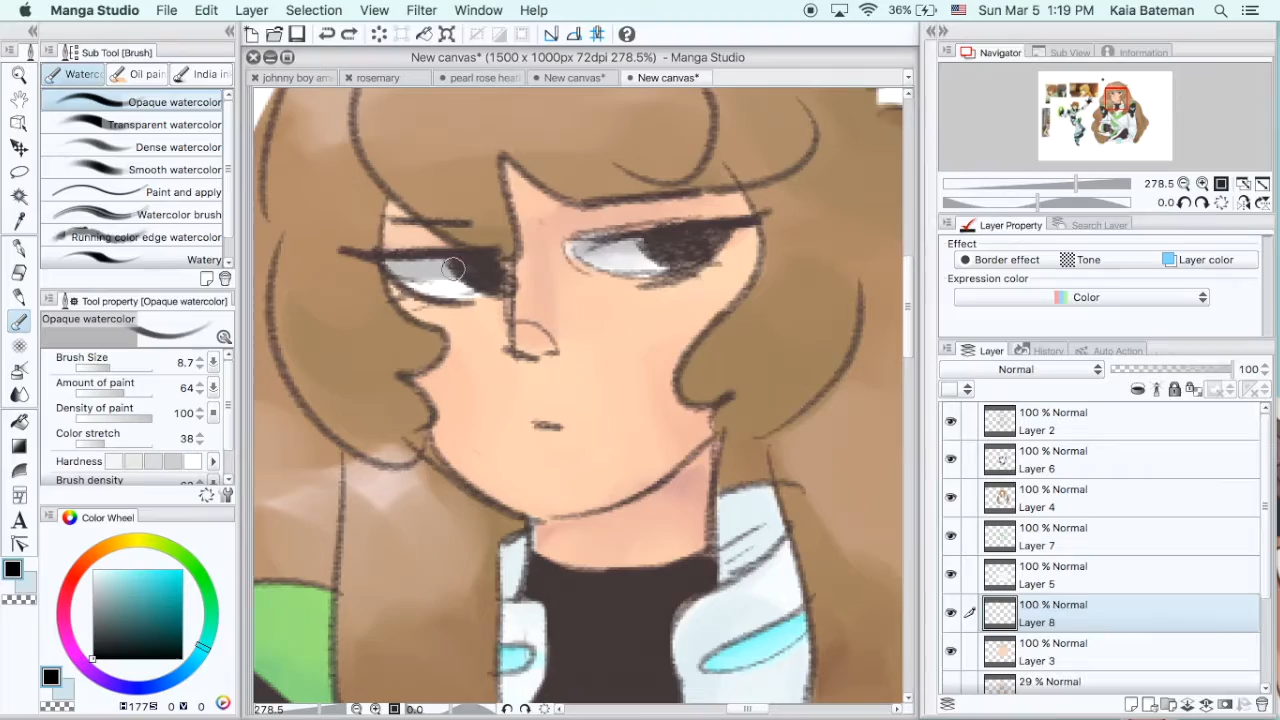 Manga Studio File Edit Layer Selection View Filter Window Help 36% Sun Mar 5 1:19 PM Kaia Bateman
Sub Tool [Brush]
Waterc Oil pain India in
Opaque watercolor
Transparent watercolor
Dense watercolor
Smooth watercolor
Paint and apply
Watercolor brush
Running color edge watercolor
Watery
Tool property [Opaque watercolor]
Opaque watercolor
Brush Size 8.7
Amount of paint 64
Density of paint 100
Color stretch 38
Hardness
Brush density
Color Wheel
H 177 S 0 V 0
New canvas* (1500 x 1000px 72dpi 278.5%) - Manga Studio
johnny boy am rosemary pearl rose heat New canvas* New canvas*
278.5 0.0
Navigator Sub View Information
278.5
0.0
Layer Property Search Layer
Effect
Border effect Tone Layer color
Expression color
Color
Layer History Auto Action
Normal 100
100 % Normal
Layer 2
100 % Normal
Layer 6
100 % Normal
Layer 4
100 % Normal
Layer 7
100 % Normal
Layer 5
100 % Normal
Layer 8
100 % Normal
Layer 3
29 % Normal